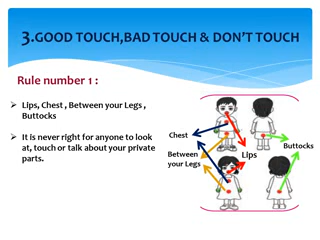 3.GOOD TOUCH,BAD TOUCH & DON'T TOUCH
Rule number 1 :
➢ Lips, Chest , Between your Legs ,
Buttocks
➢ It is never right for anyone to look
at, touch or talk about your private
parts.
Chest
Between
your Legs
Lips
Buttocks